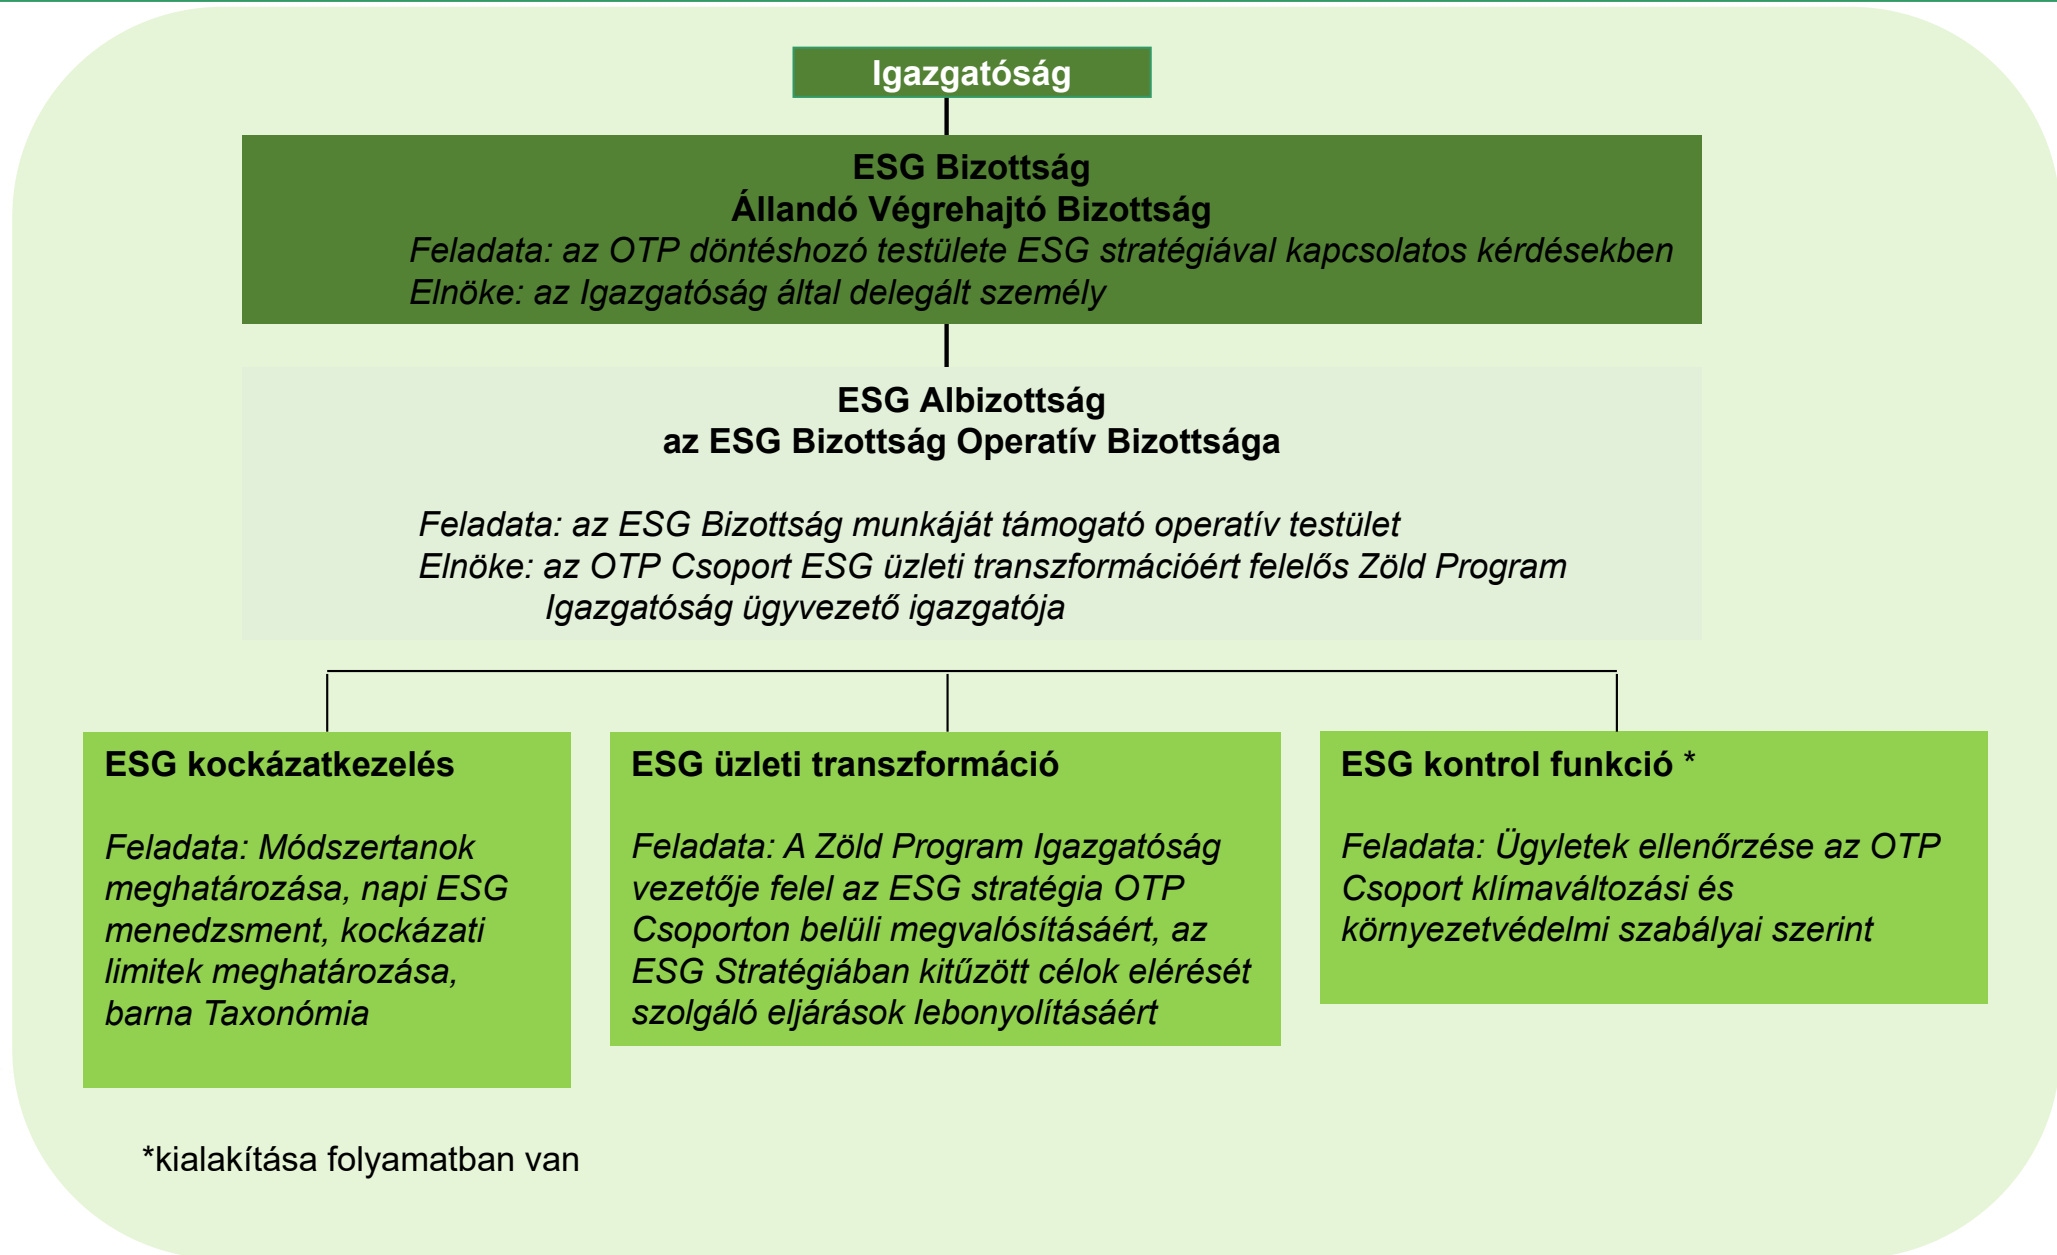 Igazgatóság
ESG Bizottság
Állandó Végrehajtó Bizottság
Feladata: az OTP döntéshozó testülete ESG stratégiával kapcsolatos kérdésekben
Elnöke: az Igazgatóság által delegált személy
ESG Albizottság
az ESG Bizottság Operatív Bizottsága
Feladata: az ESG Bizottság munkáját támogató operatív testület
Elnöke: az OTP Csoport ESG üzleti transzformációért felelős Zöld Program
Igazgatóság ügyvezető igazgatója
ESG kockázatkezelés
Feladata: Módszertanok
meghatározása, napi ESG
menedzsment, kockázati
limitek meghatározása,
barna Taxonómia
ESG üzleti transzformáció
Feladata: A Zöld Program Igazgatóság
vezetője felel az ESG stratégia OTP
Csoporton belüli megvalósításáért, az
ESG Stratégiában kitűzött célok elérését
szolgáló eljárások lebonyolításáért
ESG kontrol funkció *
Feladata: Ügyletek ellenőrzése az OTP
Csoport klímaváltozási és
környezetvédelmi szabályai szerint
*kialakítása folyamatban van